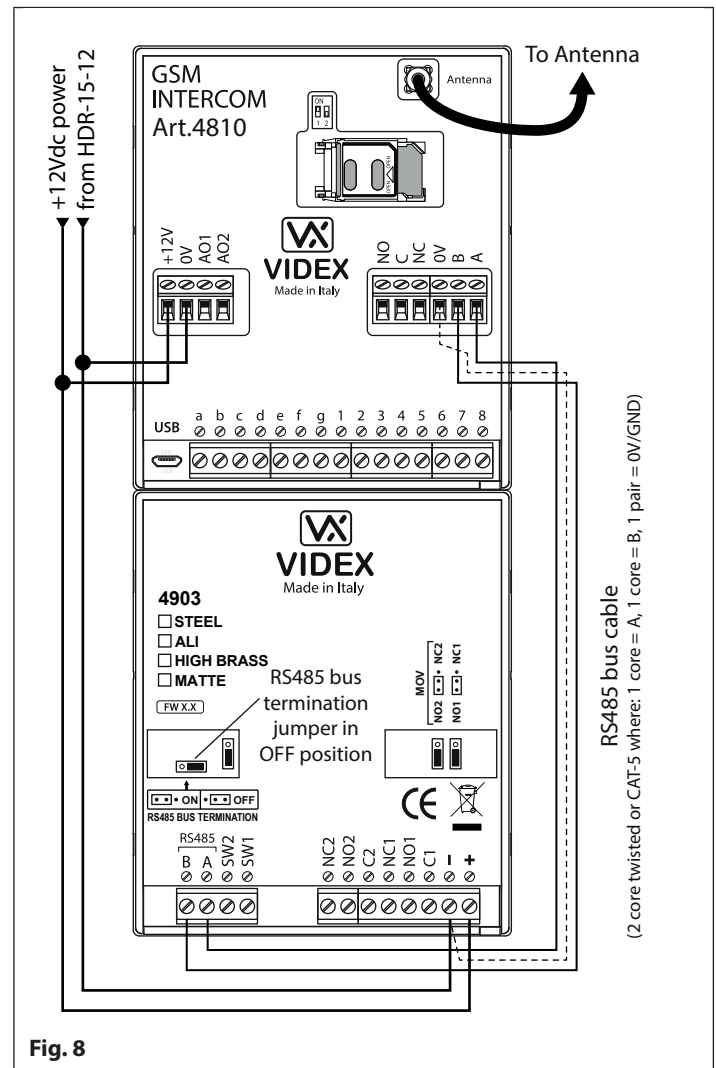 +12Vdc power
from HDR-15-12
GSM
INTERCOM
Art.4810
ON
1 2
Antenna
To Antenna
OPEN OPEN
+12V
0V
AO1
AO2
VIDEX
Made in Italy
NO
C
NC
0V
B
A
USB
a b c d e f g 1 2 3 4 5 6 7 8
VIDEX
Made in Italy
4903
STEEL
ALI
HIGH BRASS
MATTE
FW X.X
RS485 bus
termination
jumper in
OFF position
MOV
NO2 NC2
NO1 NC1
ON OFF
RS485 BUS TERMINATION
CE
RS485
B
A
SW2
SW1
NC2
NO2
C2
NC1
NO1
C1
–
+
RS485 bus cable
(2 core twisted or CAT-5 where: 1 core = A, 1 core = B, 1 pair = 0V/GND)
Fig. 8